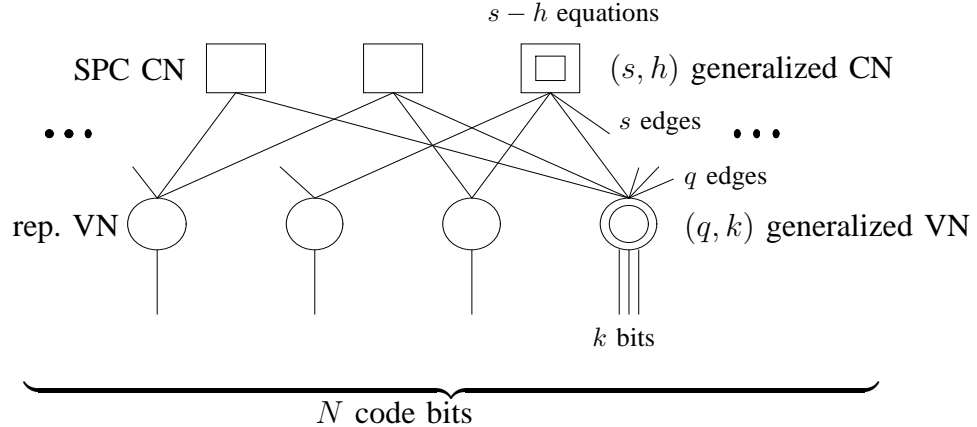 s − h equations
SPC CN
(s, h) generalized CN
s edges
q edges
rep. VN
(q, k) generalized VN
k bits
N code bits